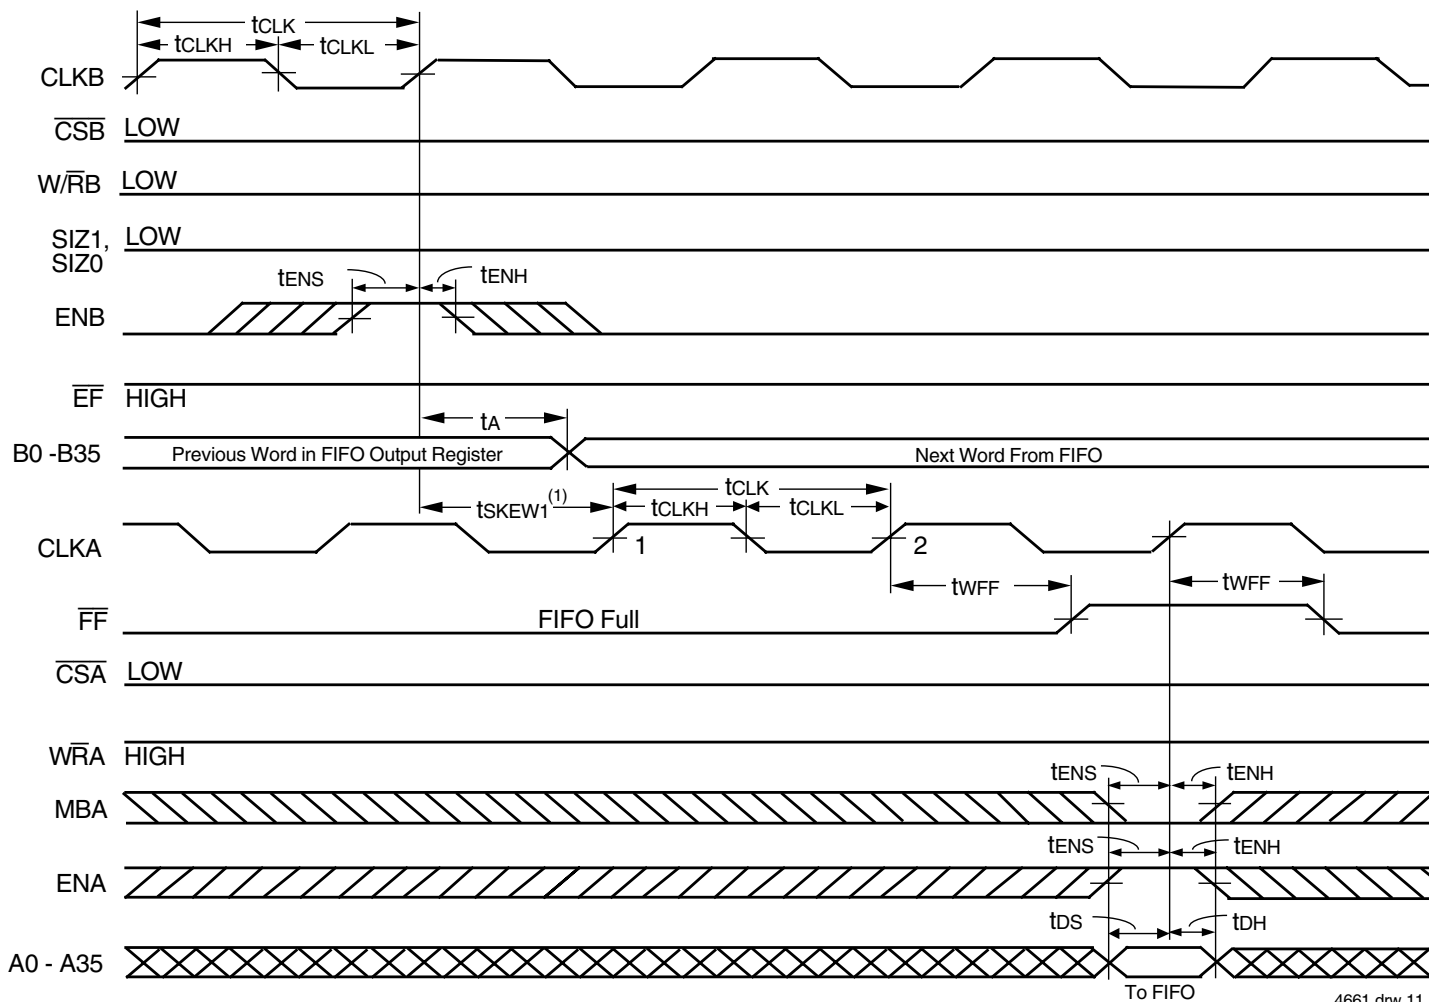 tCLK
tCLKH tCLKL
CLKB
CSB LOW
W/RB LOW
SIZ1, LOW
SIZ0
tENS tENH
ENB
EF HIGH
tA
B0 -B35 Previous Word in FIFO Output Register Next Word From FIFO
tSKEW1(1) tCLK
tCLKH tCLKL
CLKA 1 2
tWFF tWFF
FF FIFO Full
CSA LOW
WRA HIGH
tENS tENH
MBA
tENS tENH
ENA
tDS tDH
A0 - A35
To FIFO
4661 drw 11